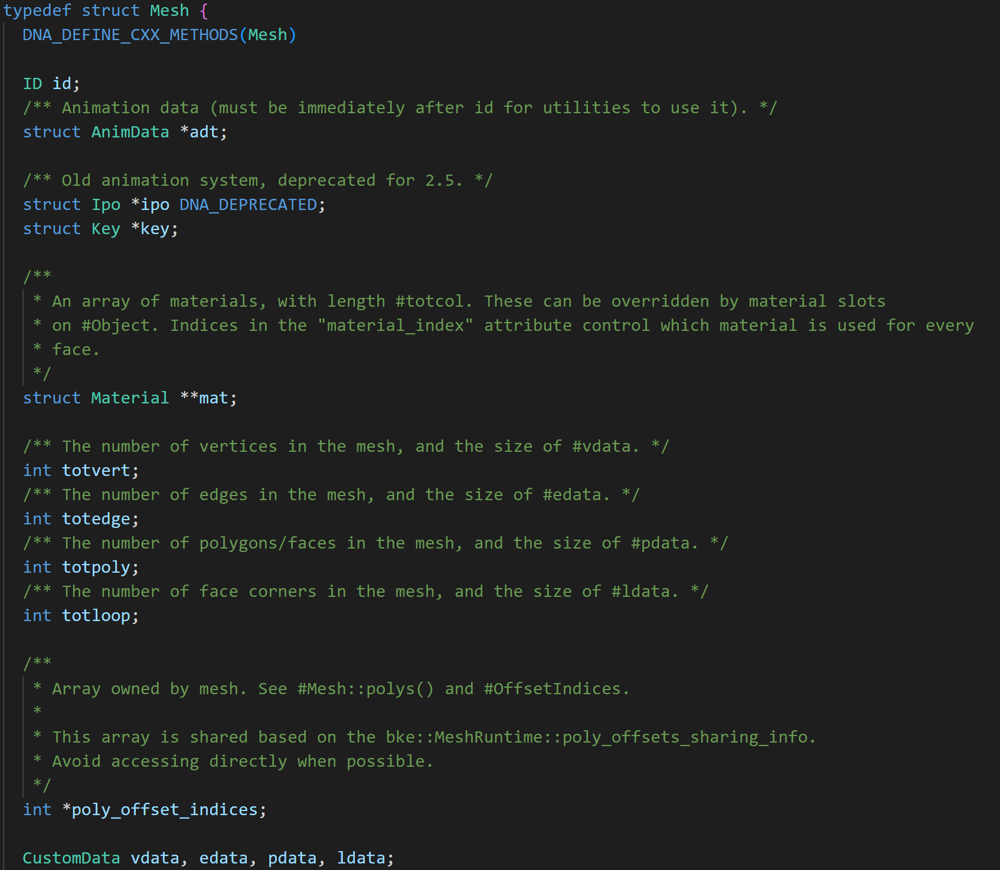 typedef struct Mesh {
  DNA_DEFINE_CXX_METHODS(Mesh)

  ID id;
  /** Animation data (must be immediately after id for utilities to use it). */
  struct AnimData *adt;

  /** Old animation system, deprecated for 2.5. */
  struct Ipo *ipo DNA_DEPRECATED;
  struct Key *key;

  /**
   * An array of materials, with length #totcol. These can be overridden by material slots
   * on #Object. Indices in the "material_index" attribute control which material is used for every
   * face.
   */
  struct Material **mat;

  /** The number of vertices in the mesh, and the size of #vdata. */
  int totvert;
  /** The number of edges in the mesh, and the size of #edata. */
  int totedge;
  /** The number of polygons/faces in the mesh, and the size of #pdata. */
  int totpoly;
  /** The number of face corners in the mesh, and the size of #ldata. */
  int totloop;

  /**
   * Array owned by mesh. See #Mesh::polys() and #OffsetIndices.
   *
   * This array is shared based on the bke::MeshRuntime::poly_offsets_sharing_info.
   * Avoid accessing directly when possible.
   */
  int *poly_offset_indices;

  CustomData vdata, edata, pdata, ldata;